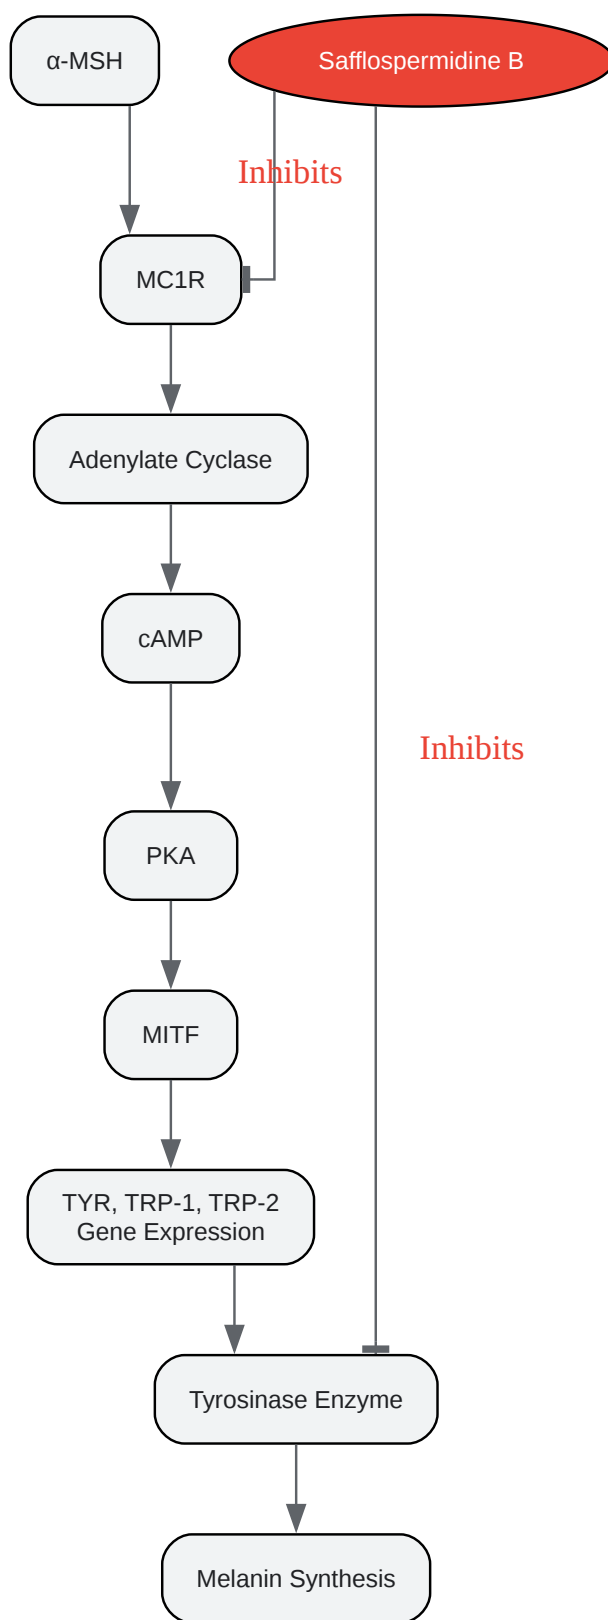 α-MSH
Safflospermidine B
Inhibits
MC1R
Adenylate Cyclase
cAMP
Inhibits
PKA
MITF
TYR, TRP-1, TRP-2
Gene Expression
Tyrosinase Enzyme
Melanin Synthesis